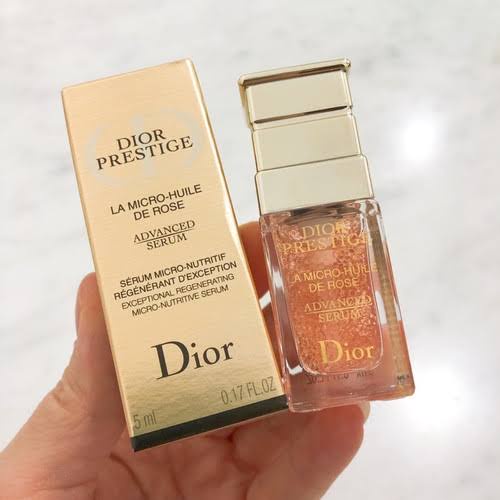 DIOR
PRESTIGE
LA MICRO-HUILE
DE ROSE
ADVANCED
SERUM
SÉRUM MICRO-NUTRITIF
RÉGÉNÉRANT D'EXCEPTION
EXCEPTIONAL REGENERATING
MICRO-NUTRITIVE SERUM
Dior
5 ml
0.17 FL.OZ
DIOR
PRESTIGE
LA MICRO-HUILE
DE ROSE
ADVANCED
SERUM
Dior